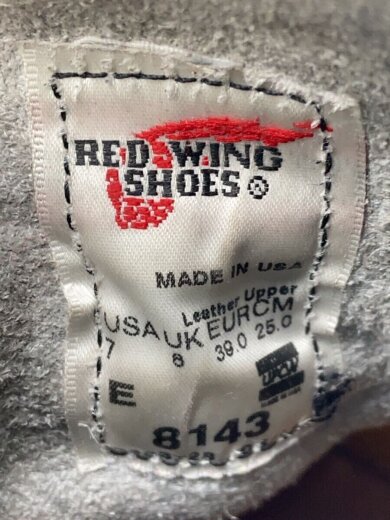 RED WING
SHOES ®
MADE IN USA
Leather Upper
USA UK EUR CM
7 6 39.0 25.0
E
UFCW
8143